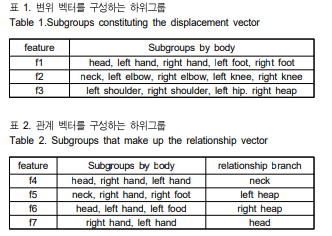 표 1. 변위 벡터를 구성하는 하위그룹
Table 1.Subgroups constituting the displacement vector
feature Subgroups by body
f1 head, left hand, right hand, left foot, right foot
f2 neck, left elbow, right elbow, left knee, right knee
f3 left shoulder, right shoulder, left hip. right heap
표 2. 관계 벡터를 구성하는 하위그룹
Table 2. Subgroups that make up the relationship vector
feature Subgroups by body relationship branch
f4 head, right hand, left hand neck
f5 neck, right hand, right foot left heap
f6 head, left hand, left food right heap
f7 right hand, left hand head